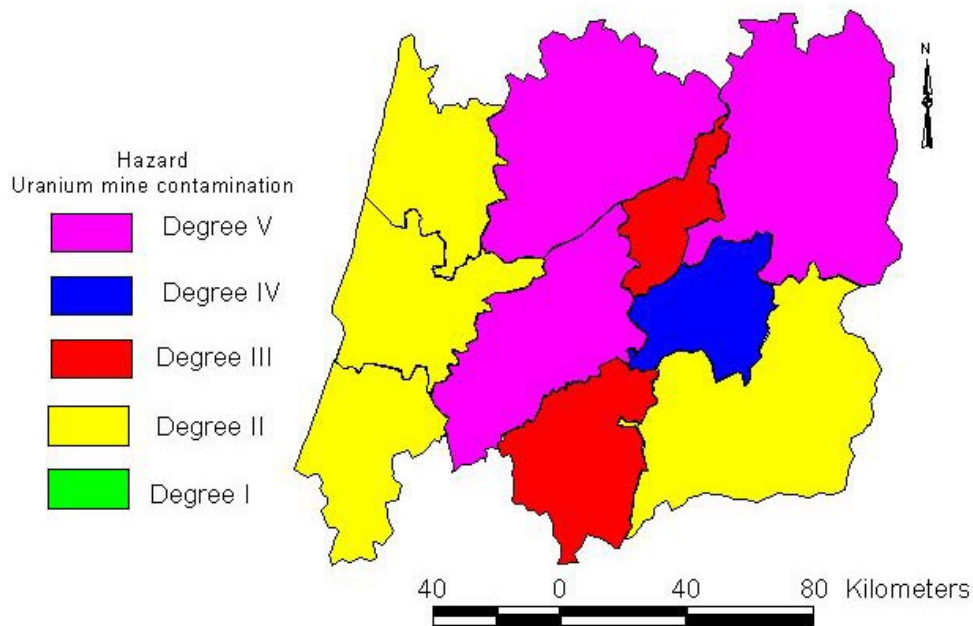 N
Hazard
Uranium mine contamination
Degree V
Degree IV
Degree III
Degree II
Degree I
40 0 40 80 Kilometers